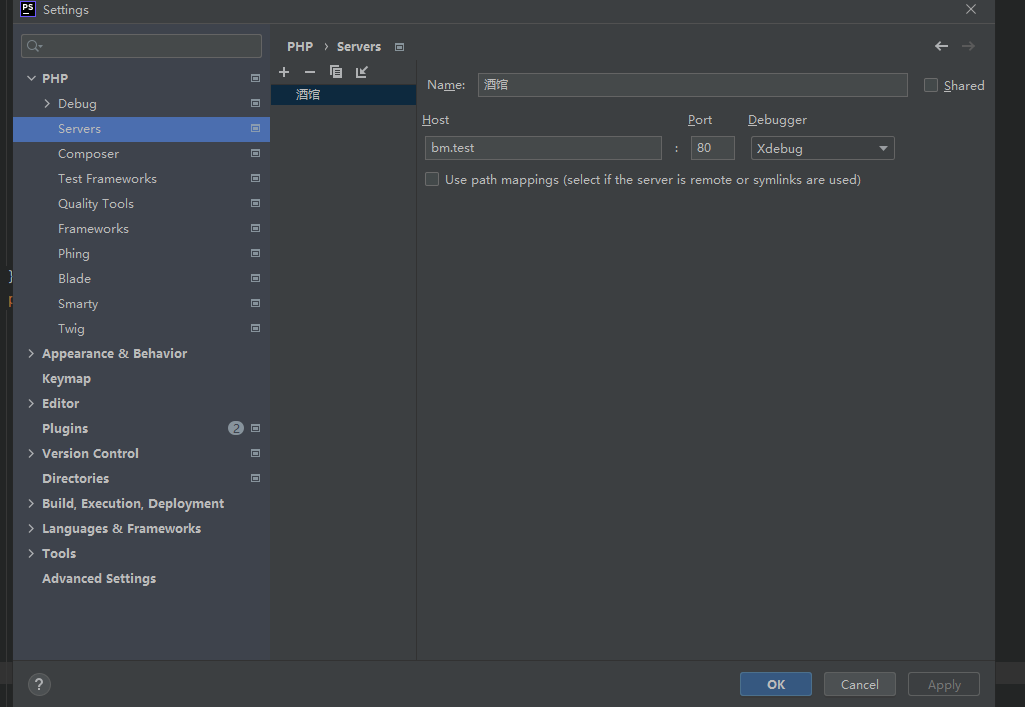 PS Settings
PHP
Debug
Servers
Composer
Test Frameworks
Quality Tools
Frameworks
Phing
Blade
Smarty
Twig
Appearance & Behavior
Keymap
Editor
Plugins 2
Version Control
Directories
Build, Execution, Deployment
Languages & Frameworks
Tools
Advanced Settings
PHP › Servers
酒馆
Name: 酒馆 Shared
Host Port Debugger
bm.test : 80 Xdebug
Use path mappings (select if the server is remote or symlinks are used)
? OK Cancel Apply